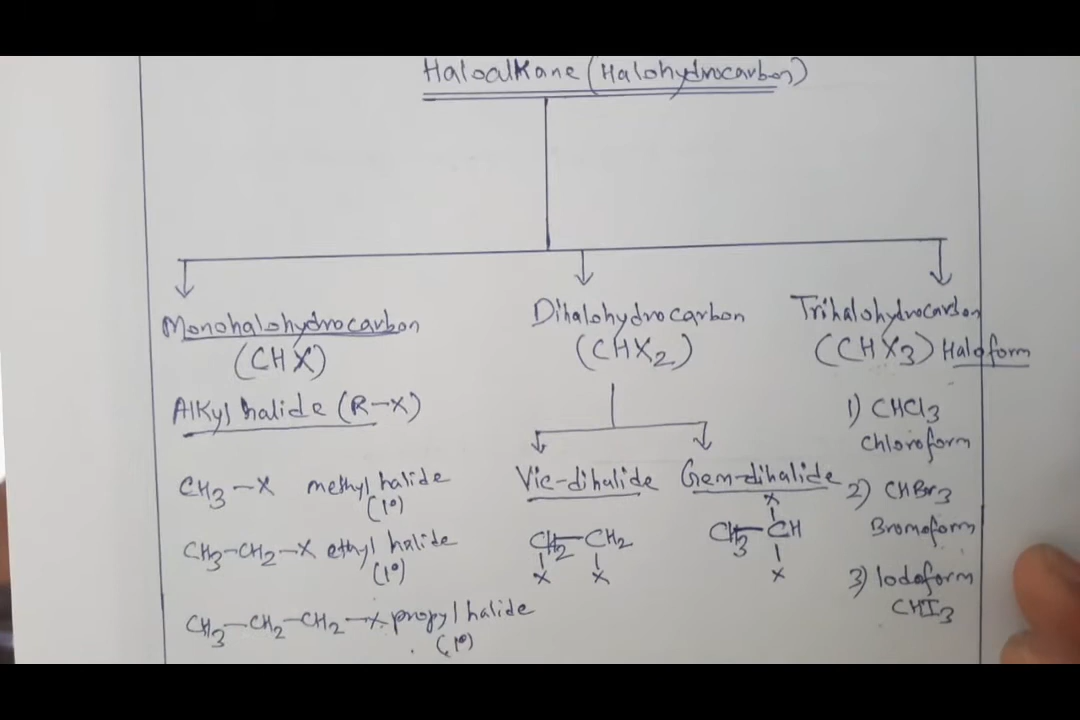 Haloalkane (Halohydrocarbon)
Monohalohydrocarbon
(CHX)
Alkyl halide (R-X)
CH3-X methyl halide
(1°)
CH3-CH2-X ethyl halide
(1°)
CH3-CH2-CH2-X propyl halide
(1°)
Dihalohydrocarbon
(CHX2)
Vic-dihalide
CH2-CH2
X X
Gem-dihalide
X
CH3-CH
X
Trihalohydrocarbon
(CHX3) Haloform
1) CHCl3
Chloroform
2) CHBr3
Bromoform
3) Iodoform
CHI3